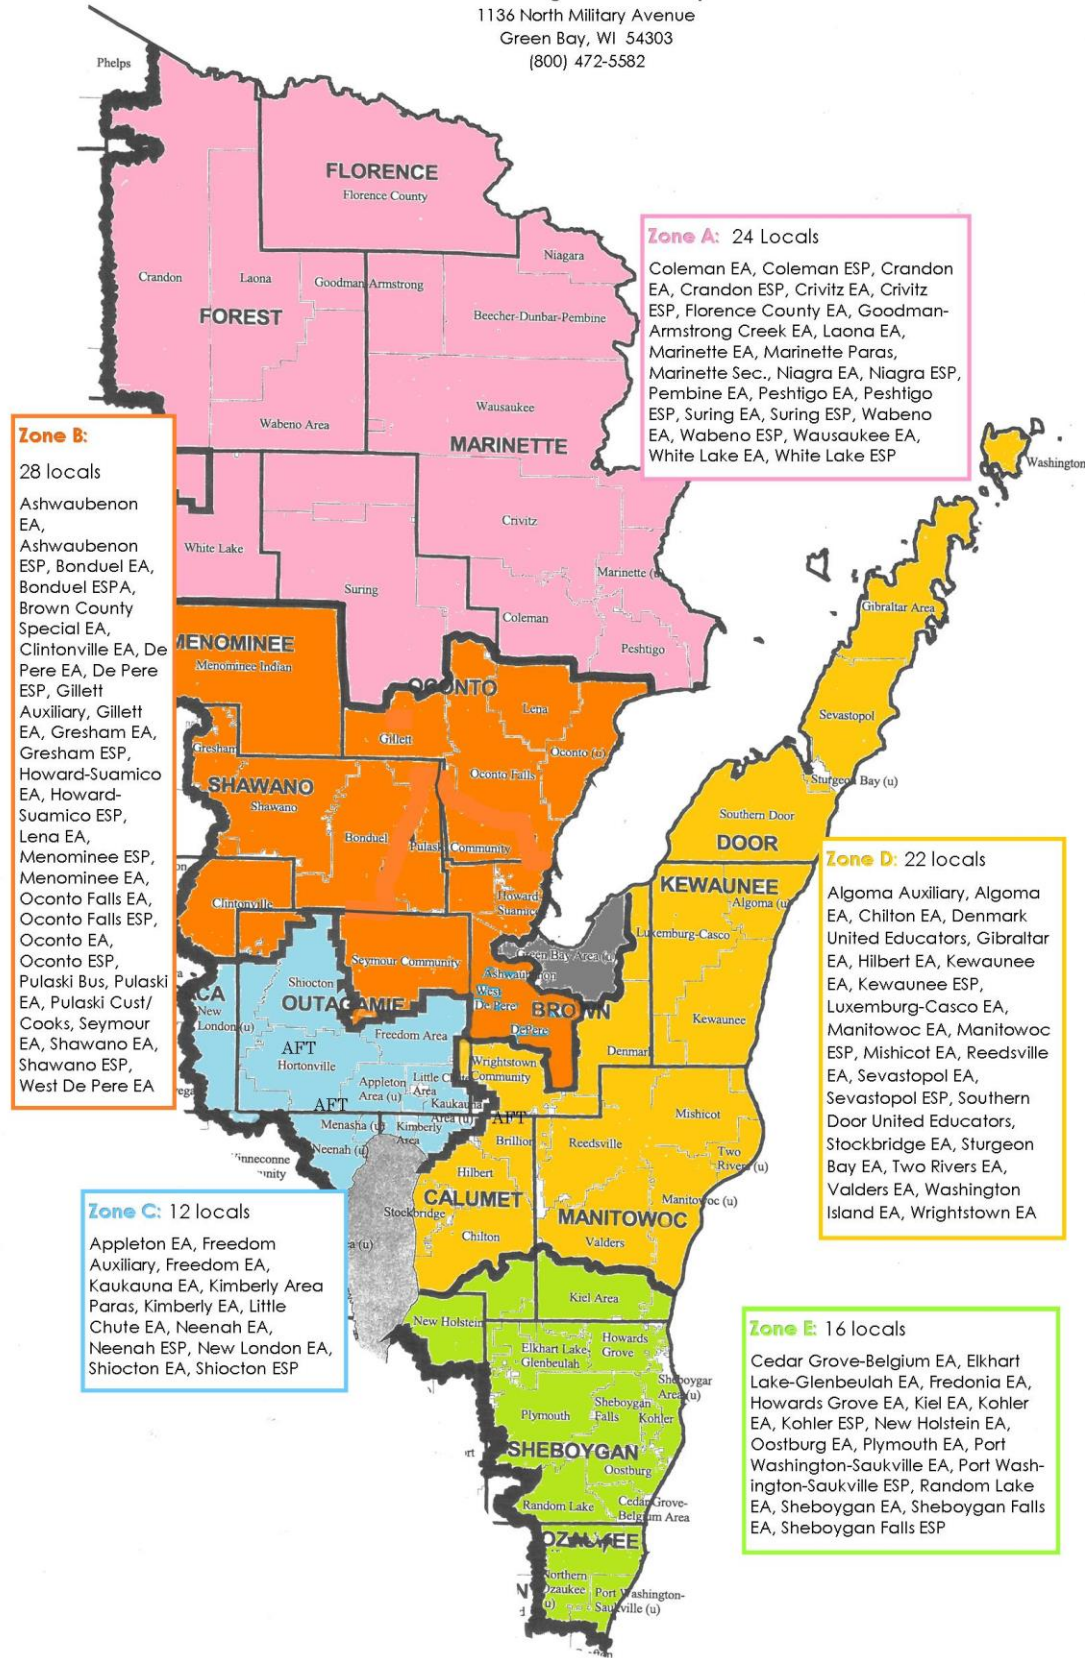 1136 North Military Avenue
Green Bay, WI  54303
(800) 472-5582
Phelps
FLORENCE
Florence County
Niagara
Crandon
Laona
Goodman-Armstrong
FOREST
Beecher-Dunbar-Pembine
Wausaukee
Wabeno Area
MARINETTE
Crivitz
White Lake
Suring
Marinette (u)
Coleman
Peshtigo
Zone A: 24 Locals
Coleman EA, Coleman ESP, Crandon
EA, Crandon ESP, Crivitz EA, Crivitz
ESP, Florence County EA, Goodman-
Armstrong Creek EA, Laona EA,
Marinette EA, Marinette Paras,
Marinette Sec., Niagra EA, Niagra ESP,
Pembine EA, Peshtigo EA, Peshtigo
ESP, Suring EA, Suring ESP, Wabeno
EA, Wabeno ESP, Wausaukee EA,
White Lake EA, White Lake ESP
Zone B:
28 locals
Ashwaubenon
EA,
Ashwaubenon
ESP, Bonduel EA,
Bonduel ESPA,
Brown County
Special EA,
Clintonville EA, De
Pere EA, De Pere
ESP, Gillett
Auxiliary, Gillett
EA, Gresham EA,
Gresham ESP,
Howard-Suamico
EA, Howard-
Suamico ESP,
Lena EA,
Menominee ESP,
Menominee EA,
Oconto Falls EA,
Oconto Falls ESP,
Oconto EA,
Oconto ESP,
Pulaski Bus, Pulaski
EA, Pulaski Cust/
Cooks, Seymour
EA, Shawano EA,
Shawano ESP,
West De Pere EA
MENOMINEE
Menominee Indian
OCONTO
Lena
Gillett
Oconto (u)
Gresham
Oconto Falls
SHAWANO
Shawano
Bonduel
Pulaski Community
Clintonville
Howard-
Suamico
Seymour Community
Green Bay Area (u)
West
De Pere
BROWN
DePere
Washington
Gibraltar Area
Sevastopol
Sturgeon Bay (u)
Southern Door
DOOR
KEWAUNEE
Algoma (u)
Luxemburg-Casco
Kewaunee
Denmark
Wrightstown
Community
Shiocton
OUTAGAMIE
New
London (u)
Freedom Area
AFT
Hortonville
Appleton
Area (u)
Little Chute
Area
Kaukauna
Area (u)
AFT
AFT
Menasha (u)
Kimberly
Area
Neenah (u)
Brillion
Reedsville
Mishicot
Two
Rivers (u)
Hilbert
CALUMET
Manitowoc (u)
Stockbridge
MANITOWOC
Chilton
Valders
Zone D: 22 locals
Algoma Auxiliary, Algoma
EA, Chilton EA, Denmark
United Educators, Gibraltar
EA, Hilbert EA, Kewaunee
EA, Kewaunee ESP,
Luxemburg-Casco EA,
Manitowoc EA, Manitowoc
ESP, Mishicot EA, Reedsville
EA, Sevastopol EA,
Sevastopol ESP, Southern
Door United Educators,
Stockbridge EA, Sturgeon
Bay EA, Two Rivers EA,
Valders EA, Washington
Island EA, Wrightstown EA
Zone C: 12 locals
Appleton EA, Freedom
Auxiliary, Freedom EA,
Kaukauna EA, Kimberly Area
Paras, Kimberly EA, Little
Chute EA, Neenah EA,
Neenah ESP, New London EA,
Shiocton EA, Shiocton ESP
Kiel Area
New Holstein
Elkhart Lake-
Glenbeulah
Howards
Grove
Sheboygan
Area (u)
Plymouth
Sheboygan
Falls
Kohler
SHEBOYGAN
Oostburg
Random Lake
Cedar Grove-
Belgium Area
OZAUKEE
Northern
Ozaukee
(u)
Port Washington-
Saukville (u)
Zone E: 16 locals
Cedar Grove-Belgium EA, Elkhart
Lake-Glenbeulah EA, Fredonia EA,
Howards Grove EA, Kiel EA, Kohler
EA, Kohler ESP, New Holstein EA,
Oostburg EA, Plymouth EA, Port
Washington-Saukville EA, Port Wash-
ington-Saukville ESP, Random Lake
EA, Sheboygan EA, Sheboygan Falls
EA, Sheboygan Falls ESP